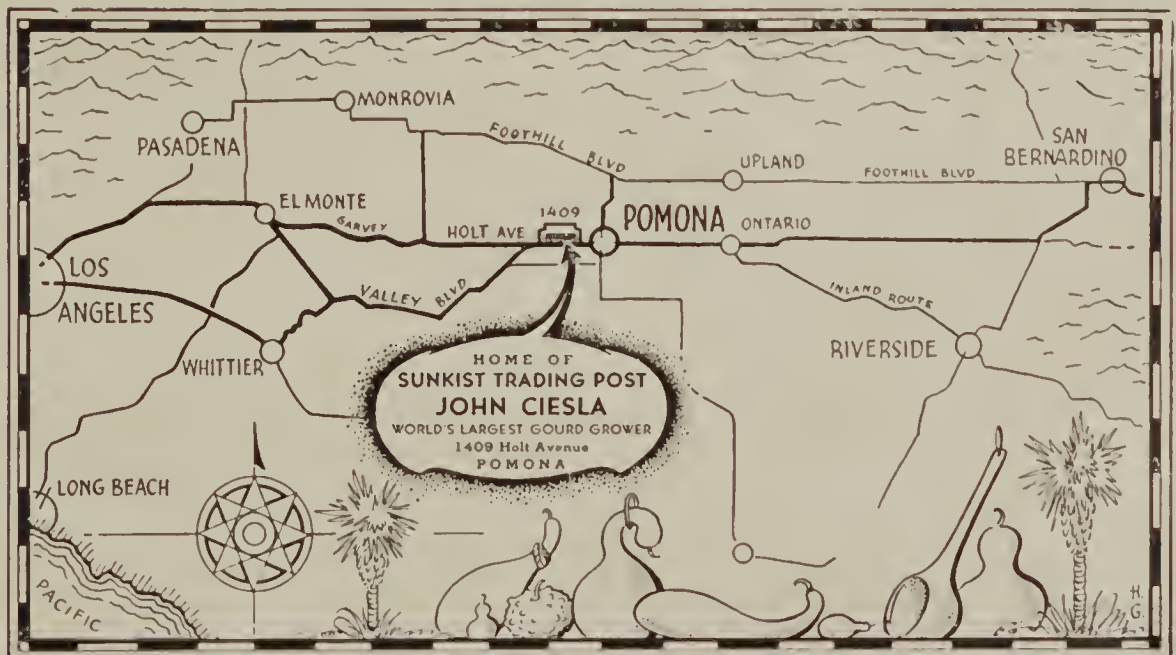 MONROVIA
PASADENA
FOOTHILL BLVD
UPLAND
FOOTHILL BLVD
SAN
BERNARDINO
EL MONTE
GARVEY
HOLT AVE
1409
POMONA
ONTARIO
LOS
ANGELES
VALLEY BLVD
INLAND ROUTE
WHITTIER
RIVERSIDE
HOME OF
SUNKIST TRADING POST
JOHN CIESLA
WORLD'S LARGEST GOURD GROWER
1409 Holt Avenue
POMONA
LONG BEACH
PACIFIC
H.
G.